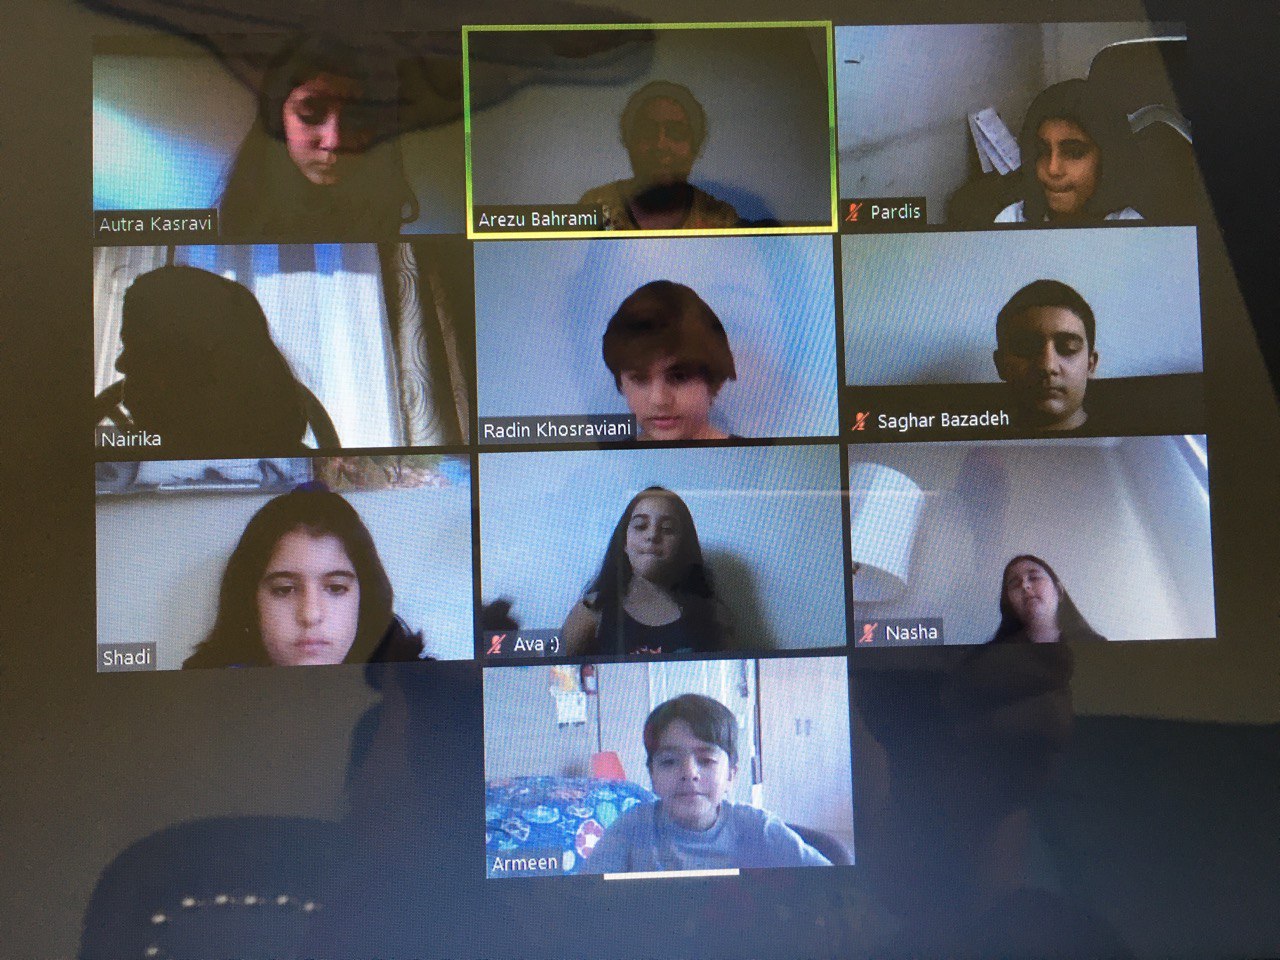 Autra Kasravi
Arezu Bahrami
Pardis
Nairika
Radin Khosraviani
Saghar Bazadeh
Shadi
Ava :)
Nasha
Armeen